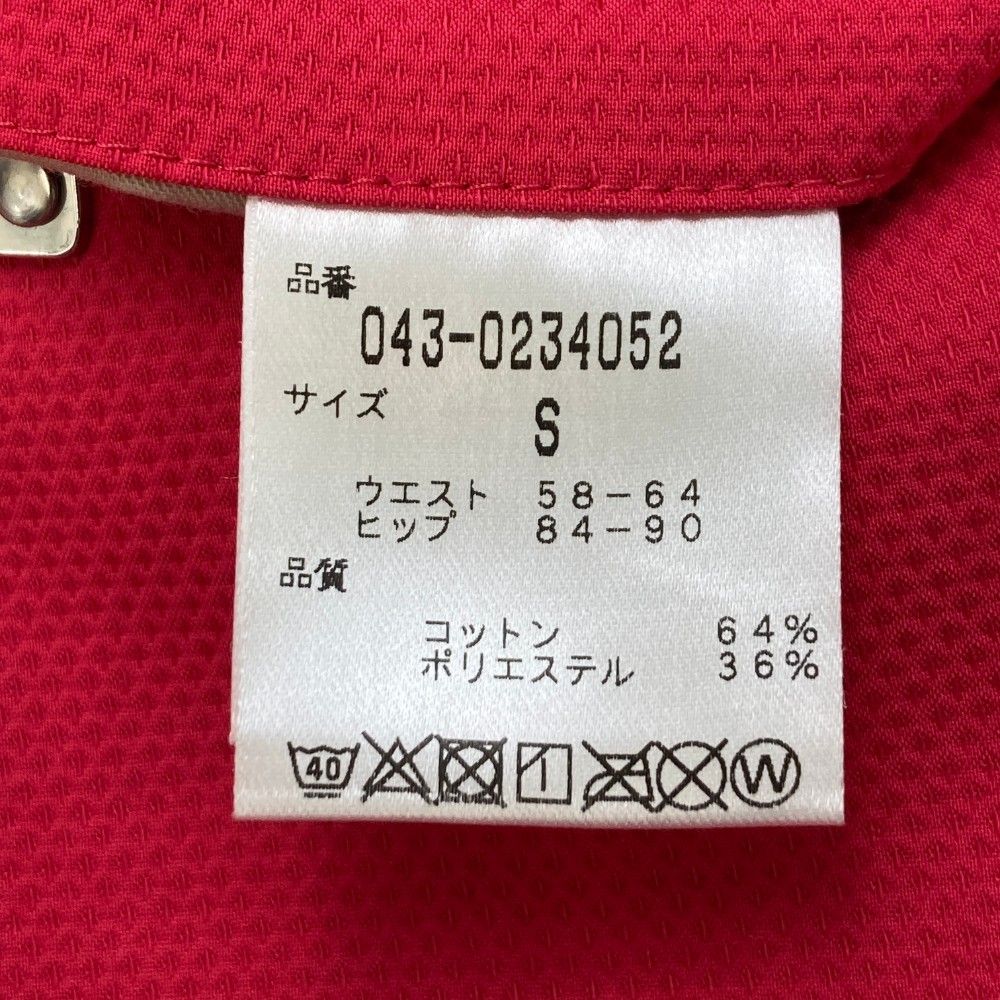 品番
043-0234052
サイズ
S
ウエスト 58-64
ヒップ 84-90
品質
コットン 64%
ポリエステル 36%
40 W